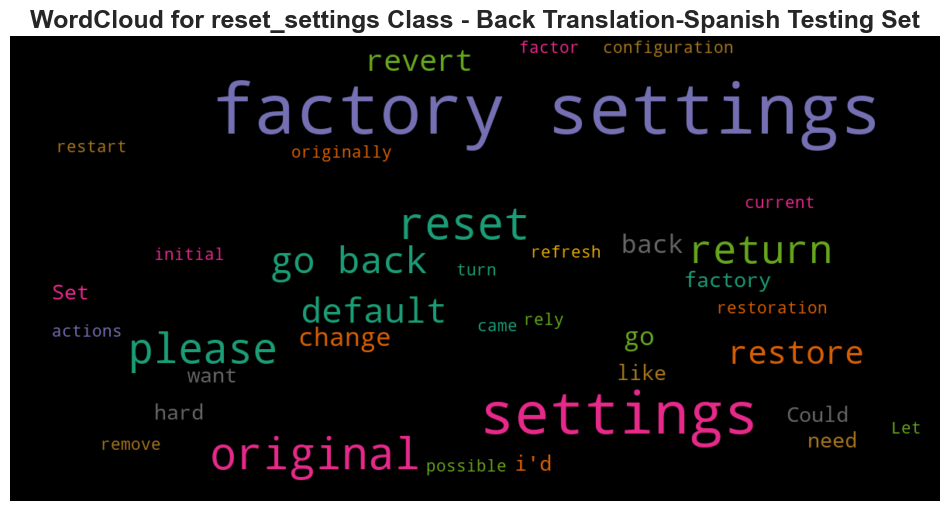 WordCloud for reset_settings Class - Back Translation-Spanish Testing Set
factor configuration
revert
factory settings
restart
originally
current
reset
back
return
initial
go back
refresh
turn
factory
Set
default
restoration
actions
came
rely
change
go
please
restore
want
like
hard
settings
Could
Let
remove
original
need
possible
i'd